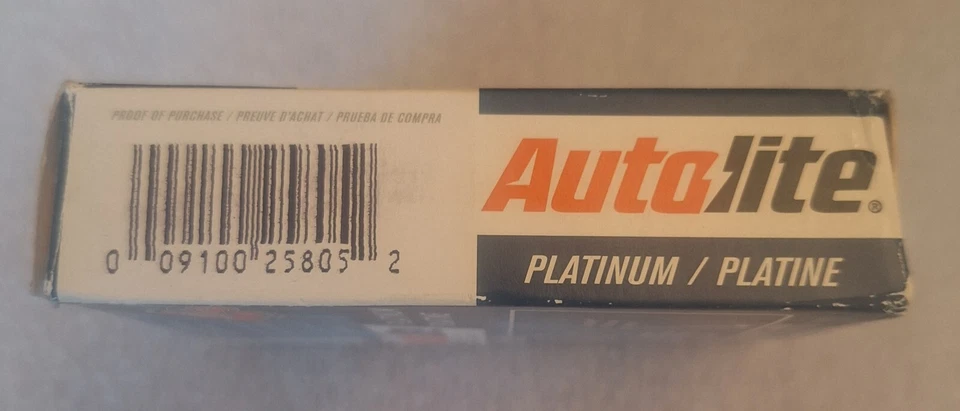 PROOF OF PURCHASE / PREUVE D'ACHAT / PRUEBA DE COMPRA
0 09100 25805 2
Autolite®
PLATINUM / PLATINE